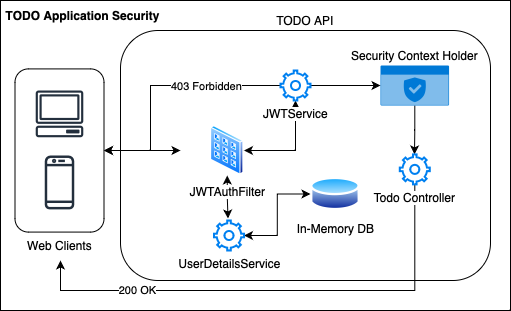 TODO Application Security
TODO API
Security Context Holder
403 Forbidden
JWTService
JWTAuthFilter
Todo Controller
In-Memory DB
Web Clients
UserDetailsService
200 OK